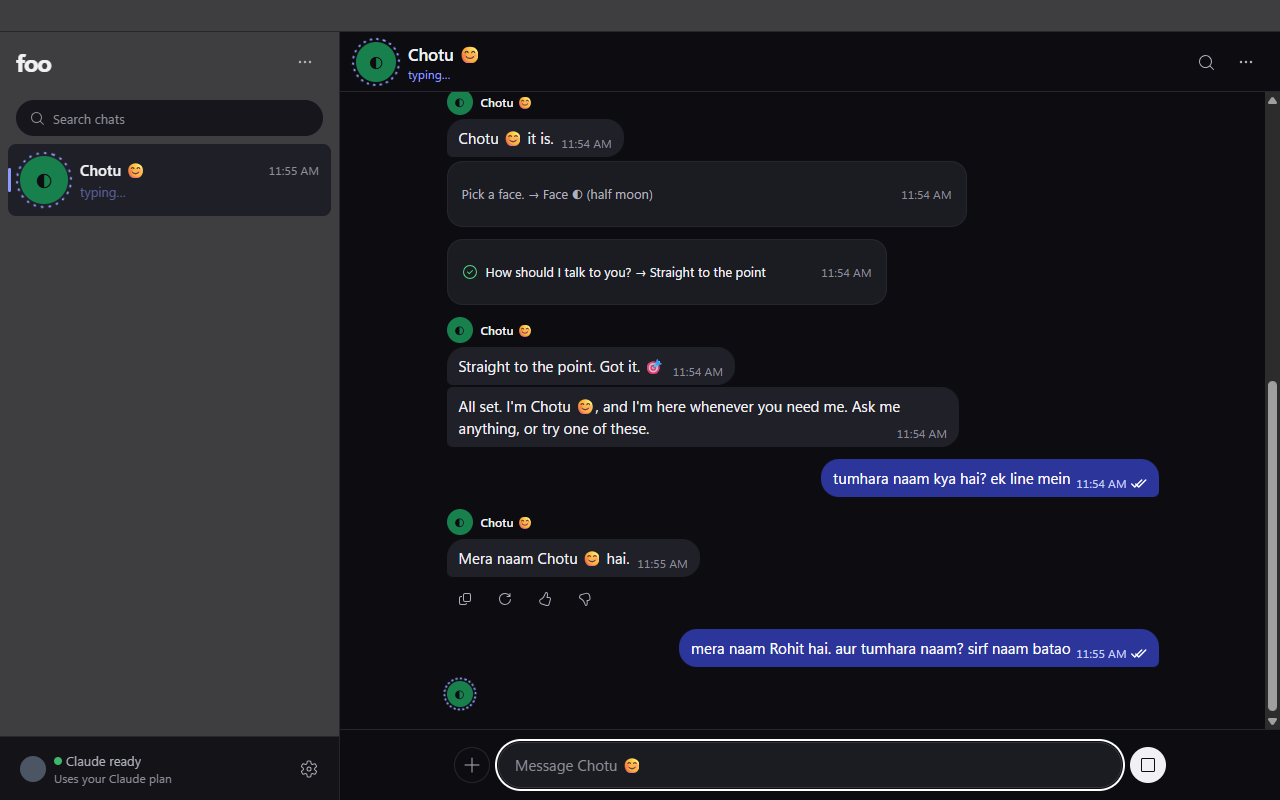 foo
Search chats
Chotu 😊
11:55 AM
typing...
Claude ready
Uses your Claude plan
Chotu 😊
typing...
Chotu 😊
Chotu 😊 it is. 11:54 AM
Pick a face. → Face ◐ (half moon) 11:54 AM
How should I talk to you? → Straight to the point 11:54 AM
Chotu 😊
Straight to the point. Got it. 🎯 11:54 AM
All set. I'm Chotu 😊, and I'm here whenever you need me. Ask me
anything, or try one of these. 11:54 AM
tumhara naam kya hai? ek line mein 11:54 AM
Chotu 😊
Mera naam Chotu 😊 hai. 11:55 AM
mera naam Rohit hai. aur tumhara naam? sirf naam batao 11:55 AM
Message Chotu 😊